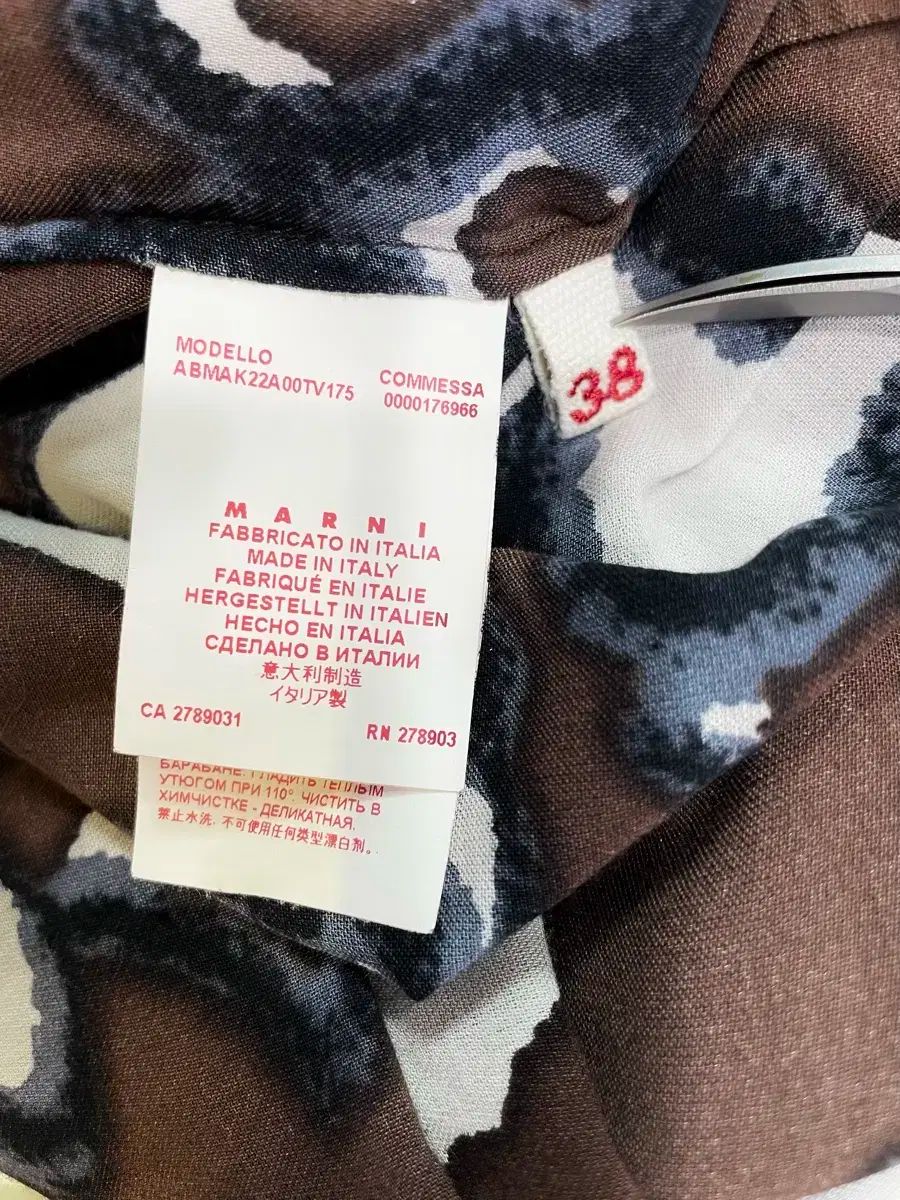 MODELLO
ABMAK22A00TV175
COMMESSA
0000176966
38
MARNI
FABBRICATO IN ITALIA
MADE IN ITALY
FABRIQUÉ EN ITALIE
HERGESTELLT IN ITALIEN
HECHO EN ITALIA
СДЕЛАНО В ИТАЛИИ
意大利制造
イタリア製
CA 2789031
RN 278903
БАРАБАНЕ. ГЛАДИТЬ ТЕПЛЫМ
УТЮГОМ ПРИ 110°. ЧИСТИТЬ В
ХИМЧИСТКЕ - ДЕЛИКАТНАЯ.
禁止水洗. 不可使用任何类型漂白剂。